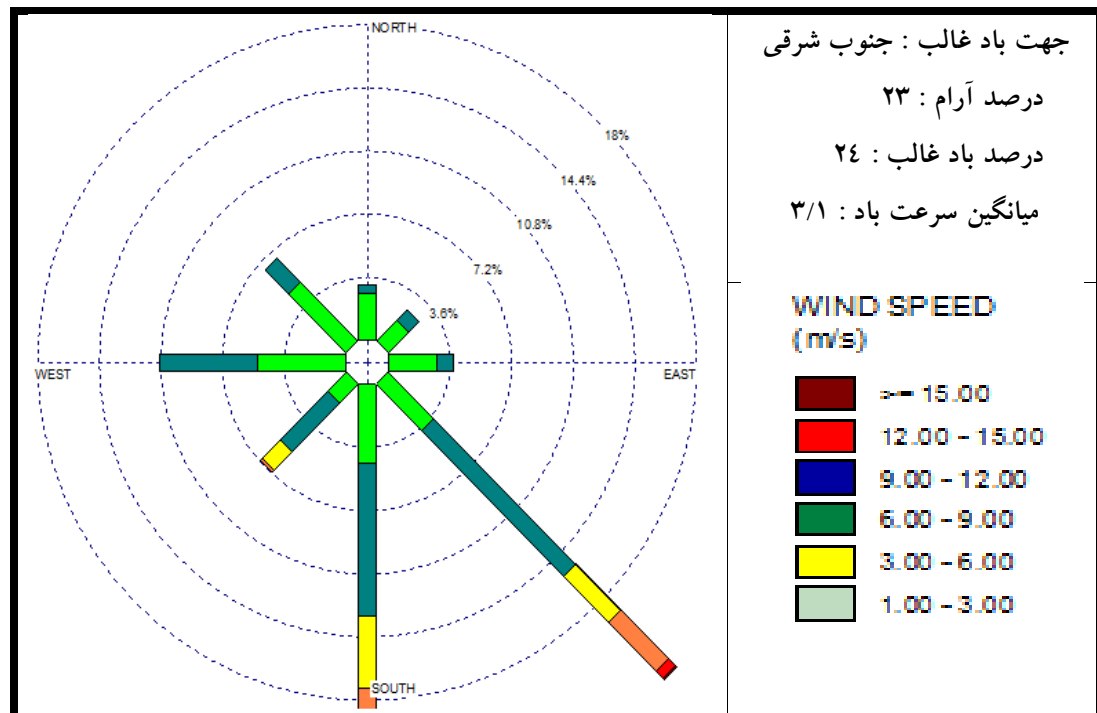 NORTH
18%
14.4%
10.8%
7.2%
3.6%
WEST
EAST
SOUTH
جهت باد غالب : جنوب شرقی
درصد آرام : ۲۳
درصد باد غالب : ۲٤
میانگین سرعت باد : ۳/۱
WIND SPEED
(m/s)
>= 15.00
12.00 - 15.00
9.00 - 12.00
6.00 - 9.00
3.00 - 6.00
1.00 - 3.00